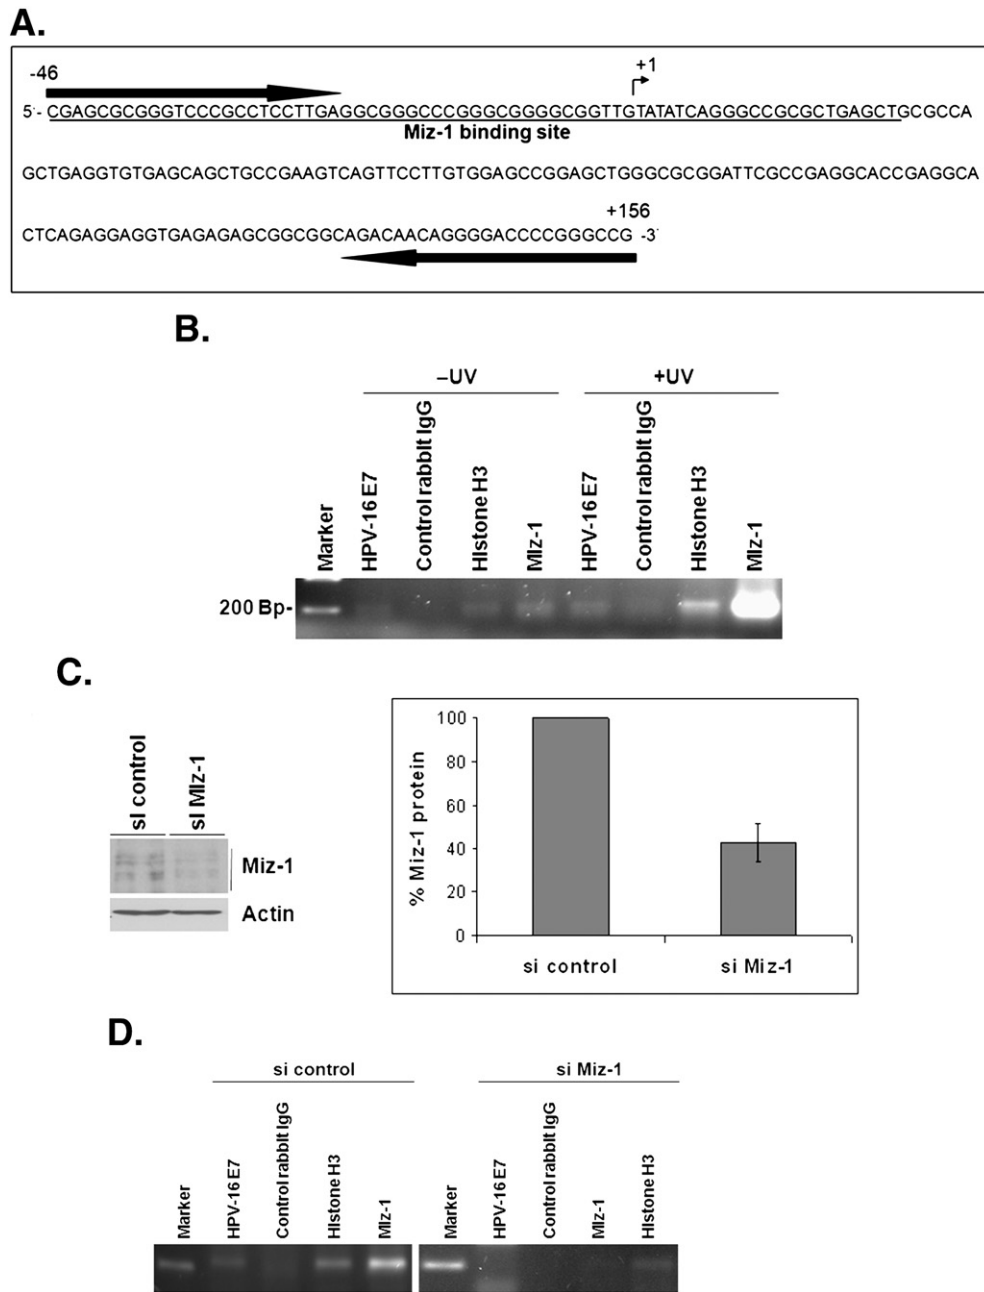 A.
-46
+1
5'- CGAGCGCGGGTCCCGCCTCCTTGAGGCGGGCCCGGGCGGGGCGGTTGTATATCAGGGCCGCGCTGAGCTGCGCCA
Miz-1 binding site
GCTGAGGTGTGAGCAGCTGCCGAAGTCAGTTCCTTGTGGAGCCGGAGCTGGGCGCGGATTCGCCGAGGCACCGAGGCA
+156
CTCAGAGGAGGTGAGAGAGCGGCGGCAGACAACAGGGGACCCCGGGCCG -3'
B.
–UV
+UV
Marker
HPV-16 E7
Control rabbit IgG
Histone H3
Miz-1
HPV-16 E7
Control rabbit IgG
Histone H3
Miz-1
200 Bp-
C.
si control
si Miz-1
Miz-1
Actin
% Miz-1 protein
100
80
60
40
20
0
si control
si Miz-1
D.
si control
si Miz-1
Marker
HPV-16 E7
Control rabbit IgG
Histone H3
Miz-1
Marker
HPV-16 E7
Control rabbit IgG
Miz-1
Histone H3